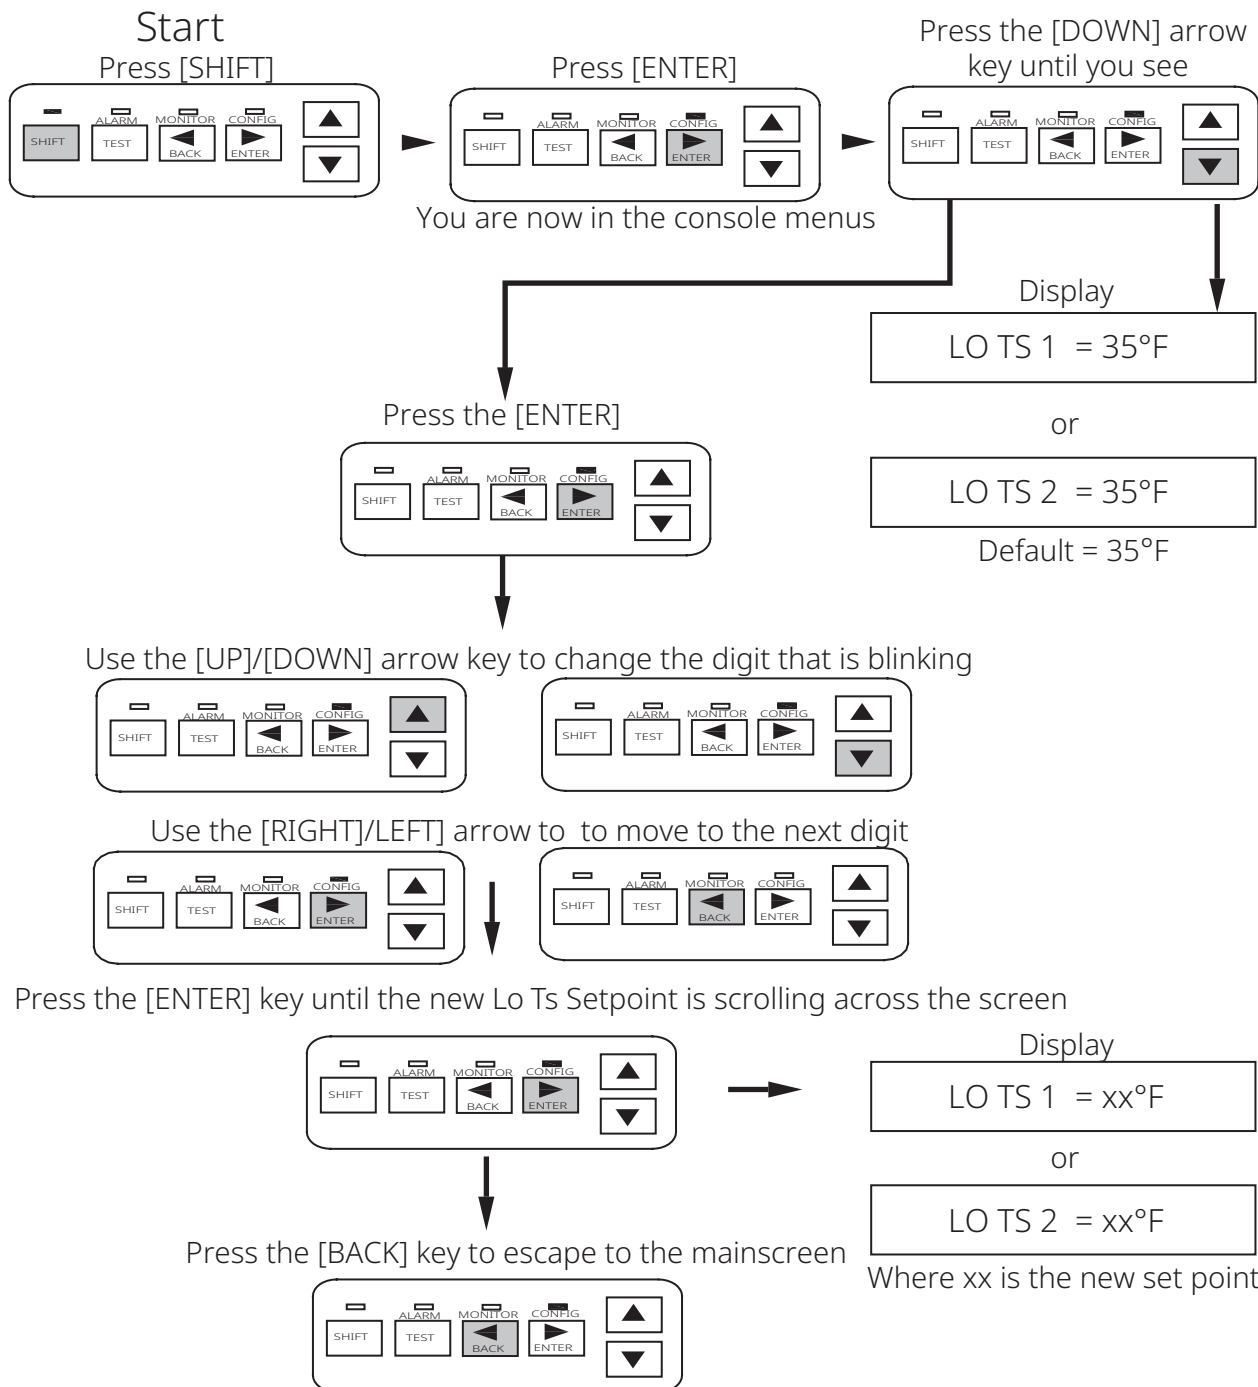 Start
Press [SHIFT]
ALARM MONITOR CONFIG
SHIFT TEST BACK ENTER
Press [ENTER]
ALARM MONITOR CONFIG
SHIFT TEST BACK ENTER
You are now in the console menus
Press the [DOWN] arrow
key until you see
ALARM MONITOR CONFIG
SHIFT TEST BACK ENTER
Display
LO TS 1 = 35°F
or
LO TS 2 = 35°F
Default = 35°F
Press the [ENTER]
ALARM MONITOR CONFIG
SHIFT TEST BACK ENTER
Use the [UP]/[DOWN] arrow key to change the digit that is blinking
ALARM MONITOR CONFIG
SHIFT TEST BACK ENTER
ALARM MONITOR CONFIG
SHIFT TEST BACK ENTER
Use the [RIGHT]/LEFT] arrow to to move to the next digit
ALARM MONITOR CONFIG
SHIFT TEST BACK ENTER
ALARM MONITOR CONFIG
SHIFT TEST BACK ENTER
Press the [ENTER] key until the new Lo Ts Setpoint is scrolling across the screen
ALARM MONITOR CONFIG
SHIFT TEST BACK ENTER
Display
LO TS 1 = xx°F
or
LO TS 2 = xx°F
Where xx is the new set point
Press the [BACK] key to escape to the mainscreen
ALARM MONITOR CONFIG
SHIFT TEST BACK ENTER